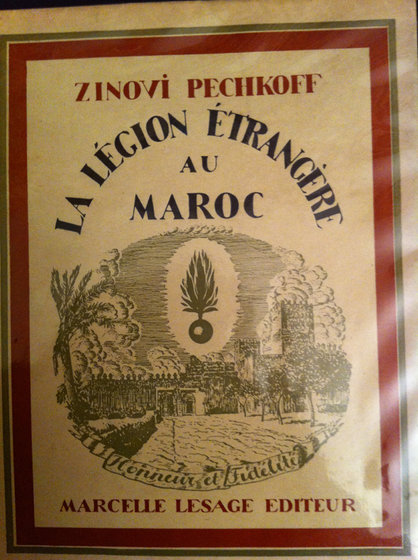 ZINOVI PECHKOFF
LA LÉGION ÉTRANGÈRE
AU
MAROC
Honneur et Fidélité
MARCELLE LESAGE EDITEUR